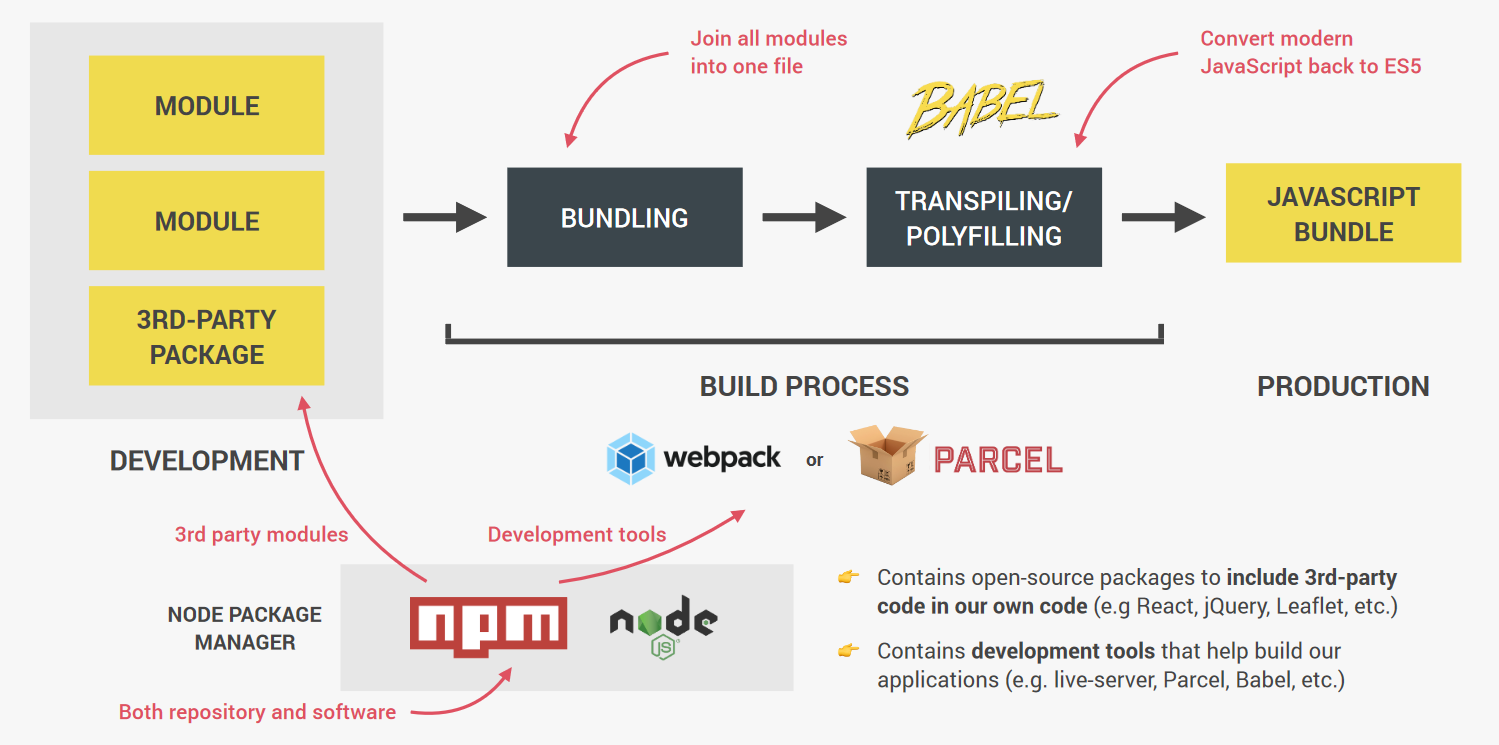 MODULE
MODULE
3RD-PARTY
PACKAGE
DEVELOPMENT
Join all modules
into one file
BUNDLING
BABEL
Convert modern
JavaScript back to ES5
TRANSPILING/
POLYFILLING
JAVASCRIPT
BUNDLE
BUILD PROCESS
PRODUCTION
webpack
or
PARCEL
3rd party modules
Development tools
NODE PACKAGE
MANAGER
npm
node
JS
Both repository and software
Contains open-source packages to include 3rd-party
code in our own code (e.g React, jQuery, Leaflet, etc.)
Contains development tools that help build our
applications (e.g. live-server, Parcel, Babel, etc.)